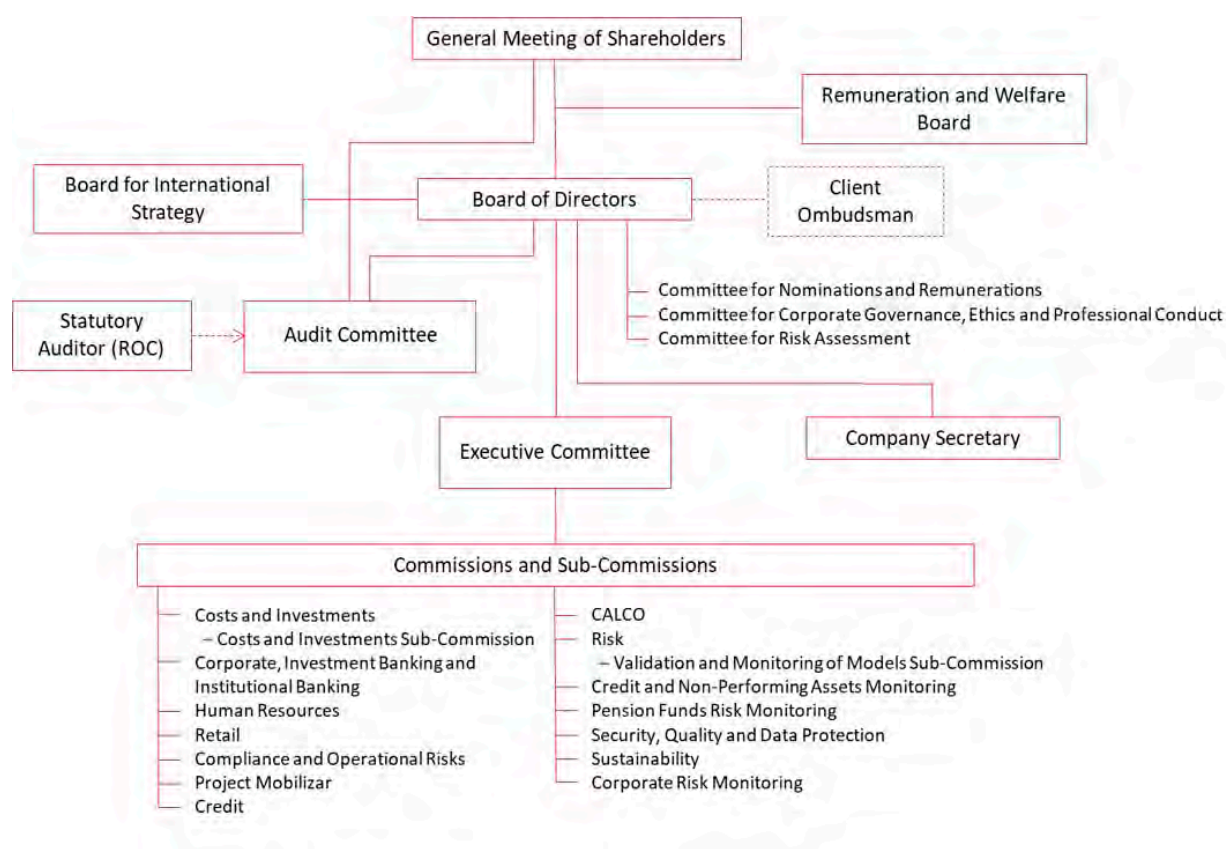 General Meeting of Shareholders
Remuneration and Welfare
Board
Board for International
Strategy
Board of Directors
Client
Ombudsman
Statutory
Auditor (ROC)
Audit Committee
Committee for Nominations and Remunerations
Committee for Corporate Governance, Ethics and Professional Conduct
Committee for Risk Assessment
Executive Committee
Company Secretary
Commissions and Sub-Commissions
Costs and Investments
– Costs and Investments Sub-Commission
Corporate, Investment Banking and
Institutional Banking
Human Resources
Retail
Compliance and Operational Risks
Project Mobilizar
Credit
CALCO
Risk
– Validation and Monitoring of Models Sub-Commission
Credit and Non-Performing Assets Monitoring
Pension Funds Risk Monitoring
Security, Quality and Data Protection
Sustainability
Corporate Risk Monitoring